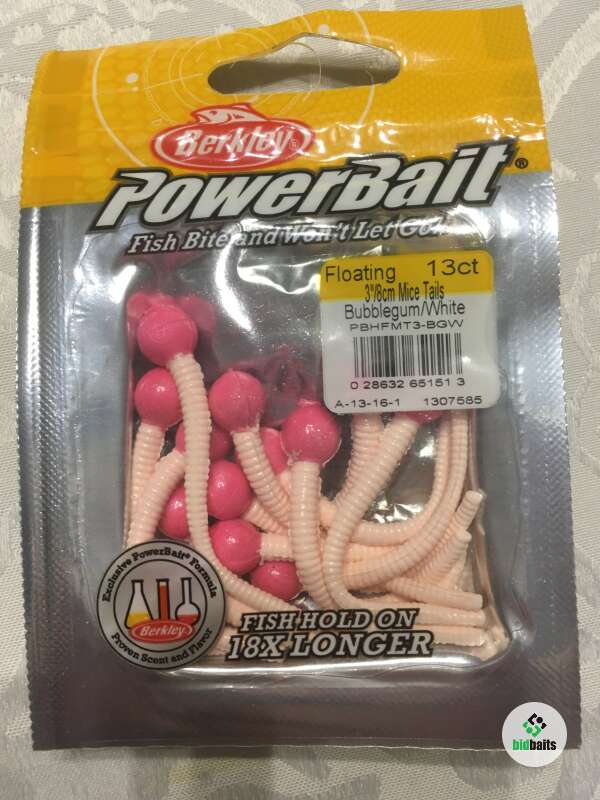 Berkley
PowerBait®
Fish Bite and Won't Let Go!
Floating 13ct
3"/8cm Mice Tails
Bubblegum/White
PBHFMT3-BGW
0 28632 65151 3
A-13-16-1 1307585
Exclusive PowerBait® Formula
Berkley
Proven Scent and Flavor
FISH HOLD ON
18X LONGER
bidbaits